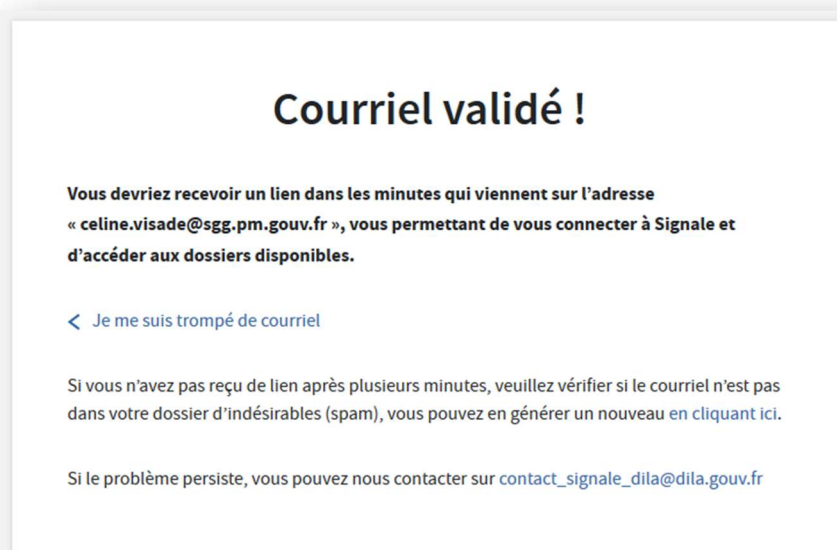 Courriel validé !
Vous devriez recevoir un lien dans les minutes qui viennent sur l’adresse
« celine.visade@sgg.pm.gouv.fr », vous permettant de vous connecter à Signale et
d’accéder aux dossiers disponibles.
Je me suis trompé de courriel
Si vous n’avez pas reçu de lien après plusieurs minutes, veuillez vérifier si le courriel n’est pas
dans votre dossier d’indésirables (spam), vous pouvez en générer un nouveau en cliquant ici.
Si le problème persiste, vous pouvez nous contacter sur contact_signale_dila@dila.gouv.fr